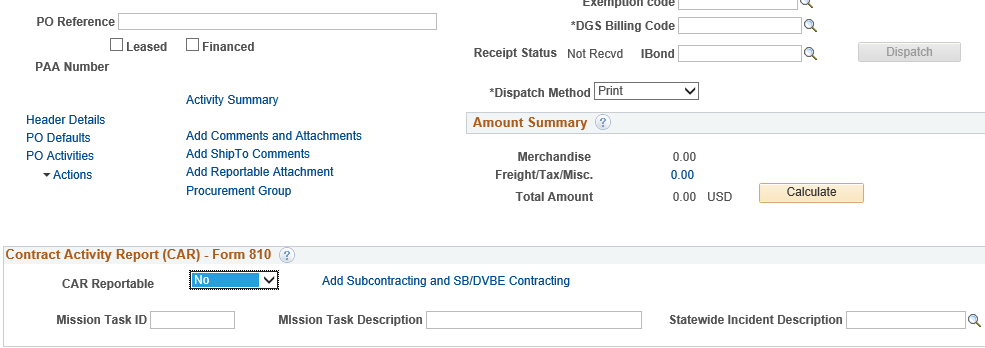 Exemption code
PO Reference
*DGS Billing Code
Leased Financed
Receipt Status Not Recvd IBond Dispatch
PAA Number
*Dispatch Method Print
Activity Summary
Header Details
Amount Summary ?
PO Defaults Add Comments and Attachments
PO Activities Add ShipTo Comments
Merchandise 0.00
Actions Add Reportable Attachment
Freight/Tax/Misc. 0.00
Procurement Group
Total Amount 0.00 USD Calculate
Contract Activity Report (CAR) - Form 810 ?
CAR Reportable No Add Subcontracting and SB/DVBE Contracting
Mission Task ID MIssion Task Description Statewide Incident Description